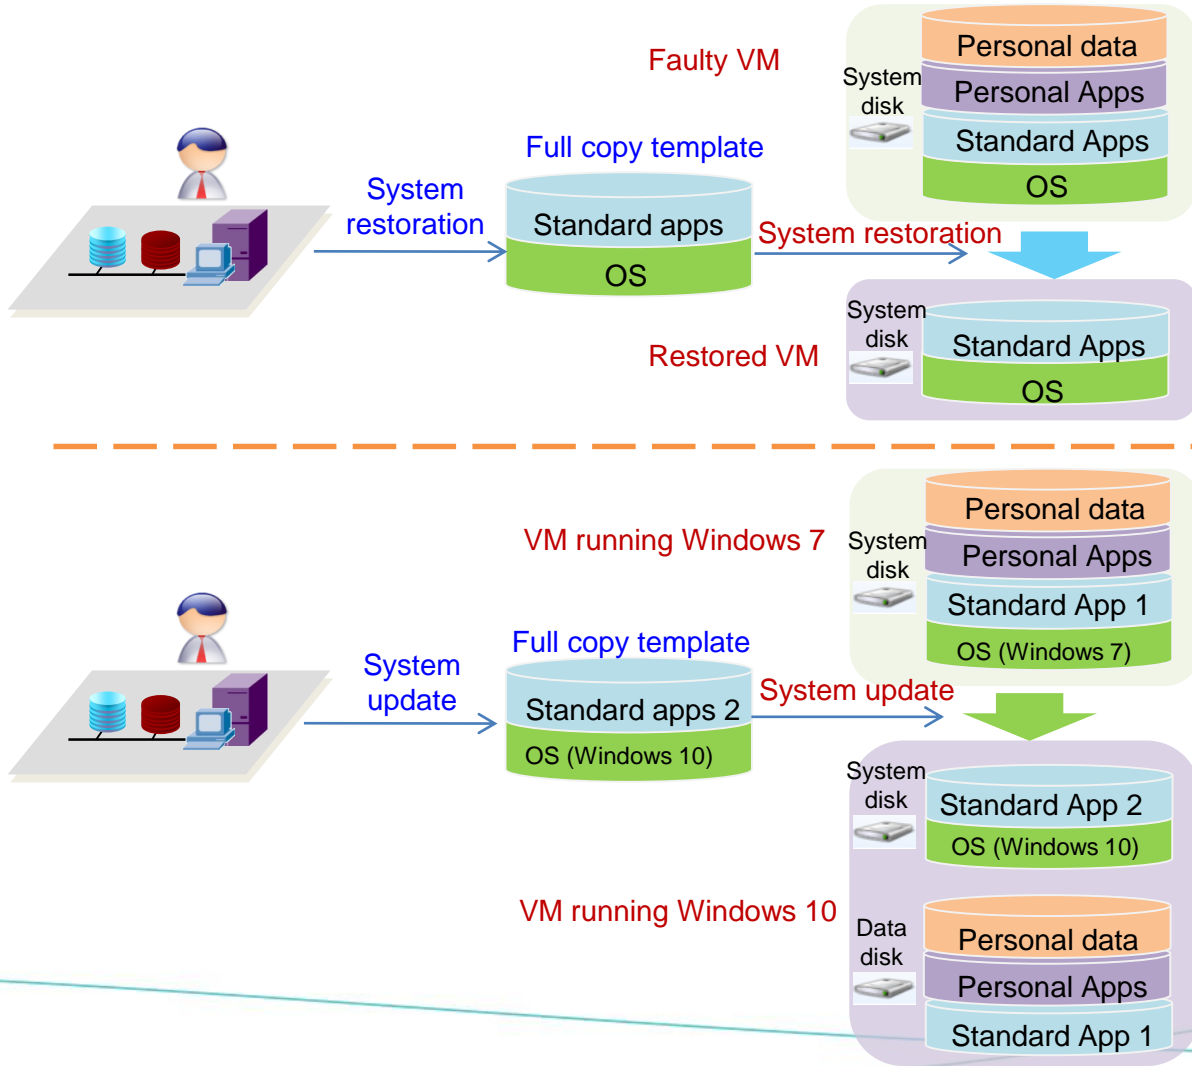 Faulty VM
System
disk
Personal data
Personal Apps
Standard Apps
OS
System
restoration
Full copy template
Standard apps
OS
System restoration
Restored VM
System
disk
Standard Apps
OS
VM running Windows 7
System
disk
Personal data
Personal Apps
Standard App 1
OS (Windows 7)
System
update
Full copy template
Standard apps 2
OS (Windows 10)
System update
System
disk
Standard App 2
OS (Windows 10)
VM running Windows 10
Data
disk
Personal data
Personal Apps
Standard App 1